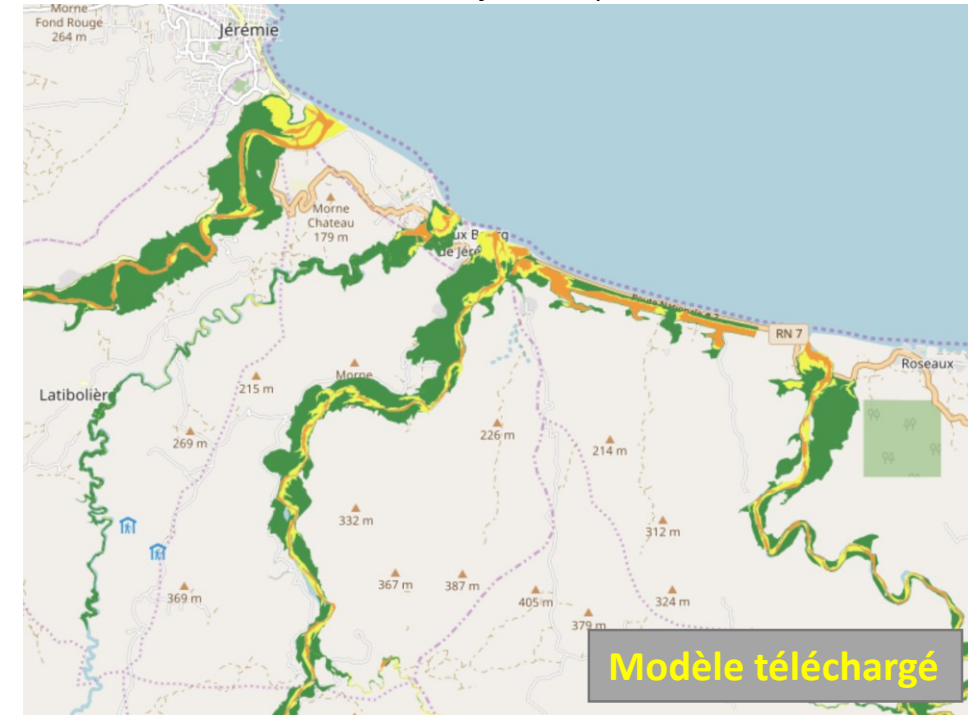 Morne
Fond Rouge
264 m
Jérémie
Morne
Chateau
179 m
de
RN 7
Roseaux
215 m
Morne
Latibolièr
269 m
226 m
214 m
332 m
312 m
369 m
367 m
387 m
405 m
324 m
379 m
Modèle téléchargé